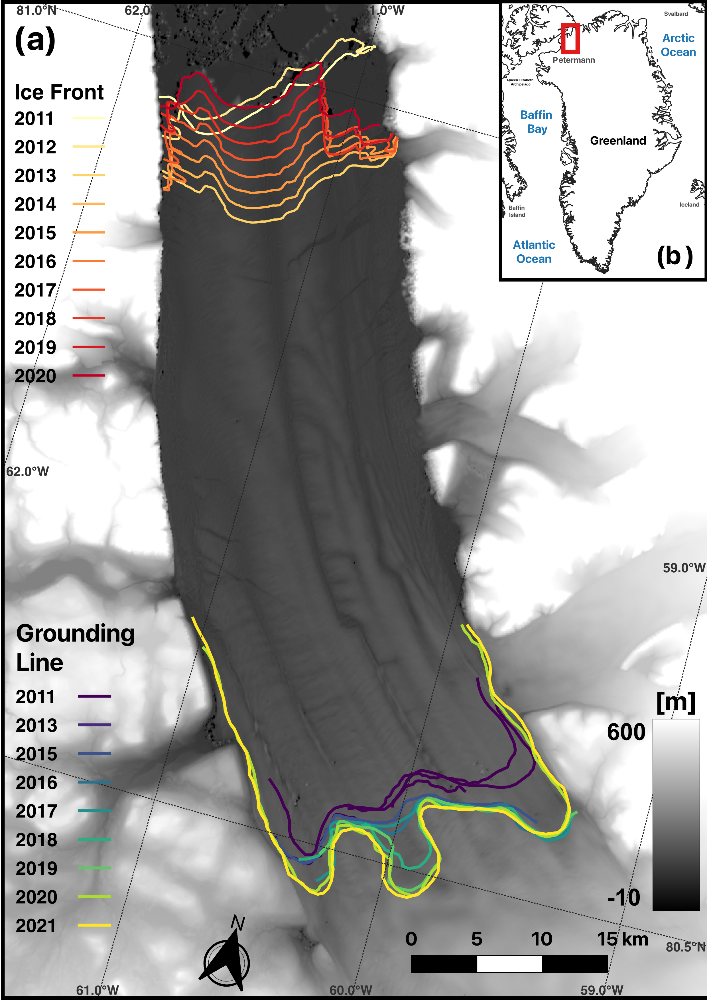 81.0°N
62.0
1.0°W
(a)
Ice Front
2011
2012
2013
2014
2015
2016
2017
2018
2019
2020
Svalbard
Arctic
Ocean
Petermann
Queen Elizabeth
Archipelago
Baffin
Bay
Greenland
Baffin
Island
Iceland
Atlantic
Ocean
(b)
62.0°W
59.0°W
Grounding
Line
2011
2013
2015
2016
2017
2018
2019
2020
2021
[m]
600
-10
N
0 5 10 15 km
80.5°N
61.0°W
60.0°W
59.0°W